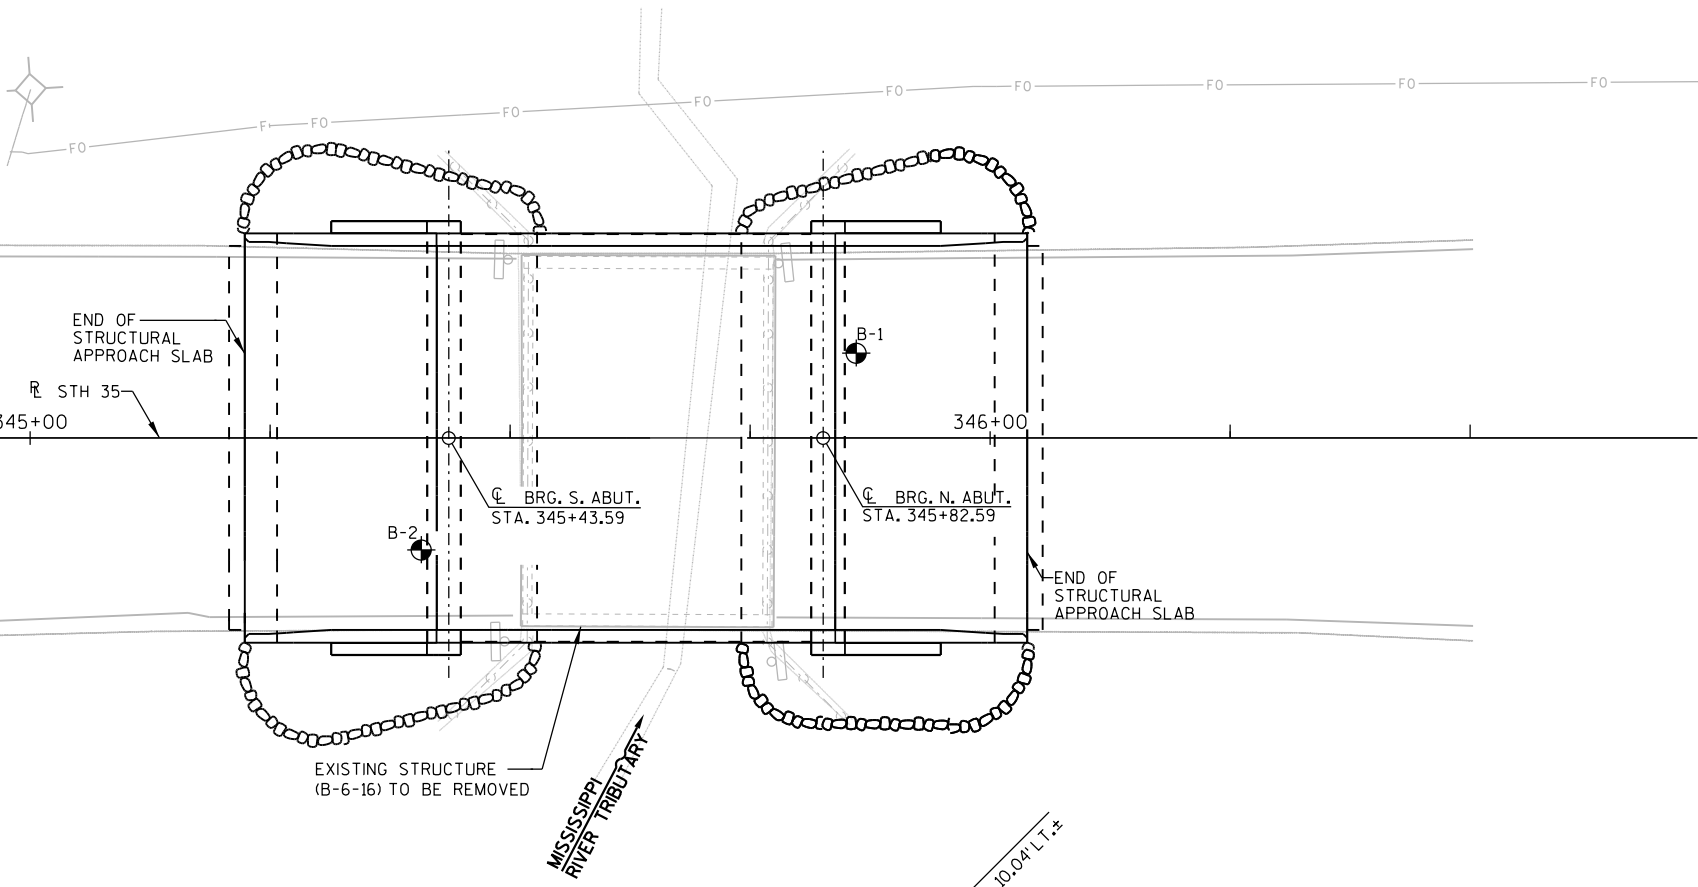 FO
FO
FO
FO
FO
FO
FO
FO
F
FO
FO
B-1
END OF
STRUCTURAL
APPROACH SLAB
℞ STH 35
345+00
346+00
℄ BRG. S. ABUT.
STA. 345+43.59
℄ BRG. N. ABUT.
STA. 345+82.59
B-2
END OF
STRUCTURAL
APPROACH SLAB
EXISTING STRUCTURE
(B-6-16) TO BE REMOVED
MISSISSIPPI
RIVER TRIBUTARY
10.04' LT.±